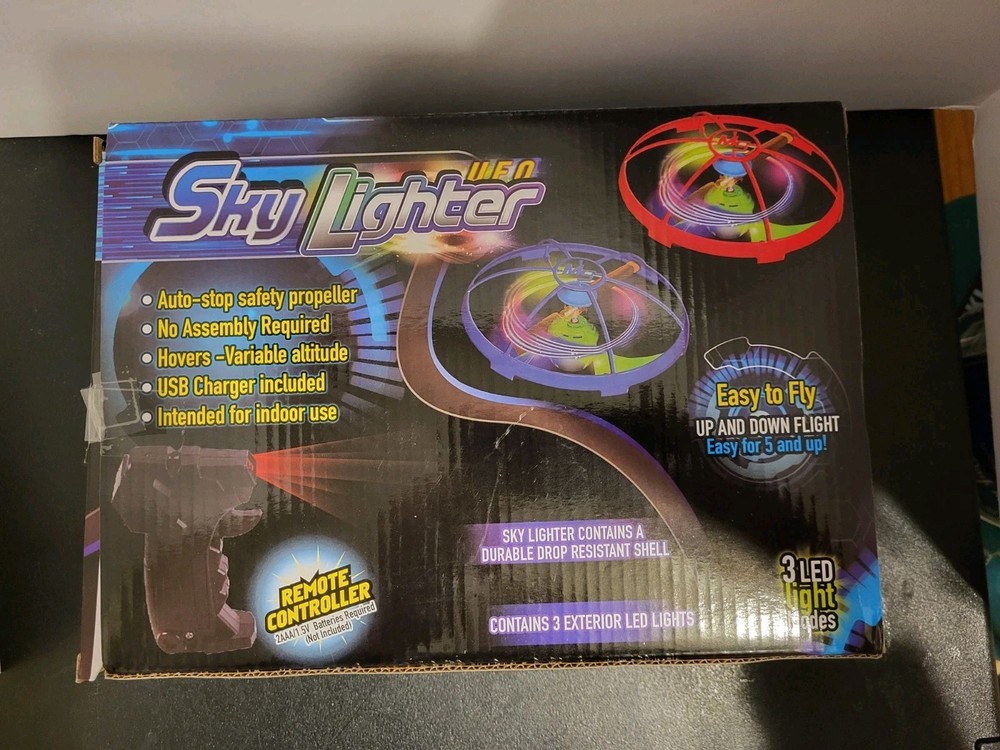 UFO
Sky Lighter
Auto-stop safety propeller
No Assembly Required
Hovers -Variable altitude
USB Charger included
Intended for indoor use
Easy to Fly
UP AND DOWN FLIGHT
Easy for 5 and up!
SKY LIGHTER CONTAINS A
DURABLE DROP RESISTANT SHELL
REMOTE
CONTROLLER
2AAA/1.5V Batteries Required
(Not Included)
CONTAINS 3 EXTERIOR LED LIGHTS
3 LED
light